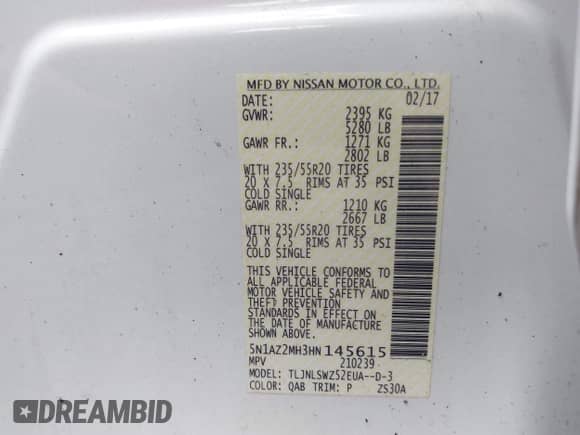 MFD BY NISSAN MOTOR CO., LTD.
DATE: 02/17
GVWR: 2395 KG
5280 LB
GAWR FR.: 1271 KG
2802 LB
WITH 235/55R20 TIRES
20 X 7.5 RIMS AT 35 PSI
COLD SINGLE
GAWR RR.: 1210 KG
2667 LB
WITH 235/55R20 TIRES
20 X 7.5 RIMS AT 35 PSI
COLD SINGLE
THIS VEHICLE CONFORMS TO
ALL APPLICABLE FEDERAL
MOTOR VEHICLE SAFETY AND
THEFT PREVENTION
STANDARDS IN EFFECT ON
THE DATE OF MANUFACTURE
SHOWN ABOVE.
5N1AZ2MH3HN145615
MPV 210239
MODEL: TLJNLSWZ52EUA--D-3
COLOR: QAB TRIM: P ZS30A
DREAMBID